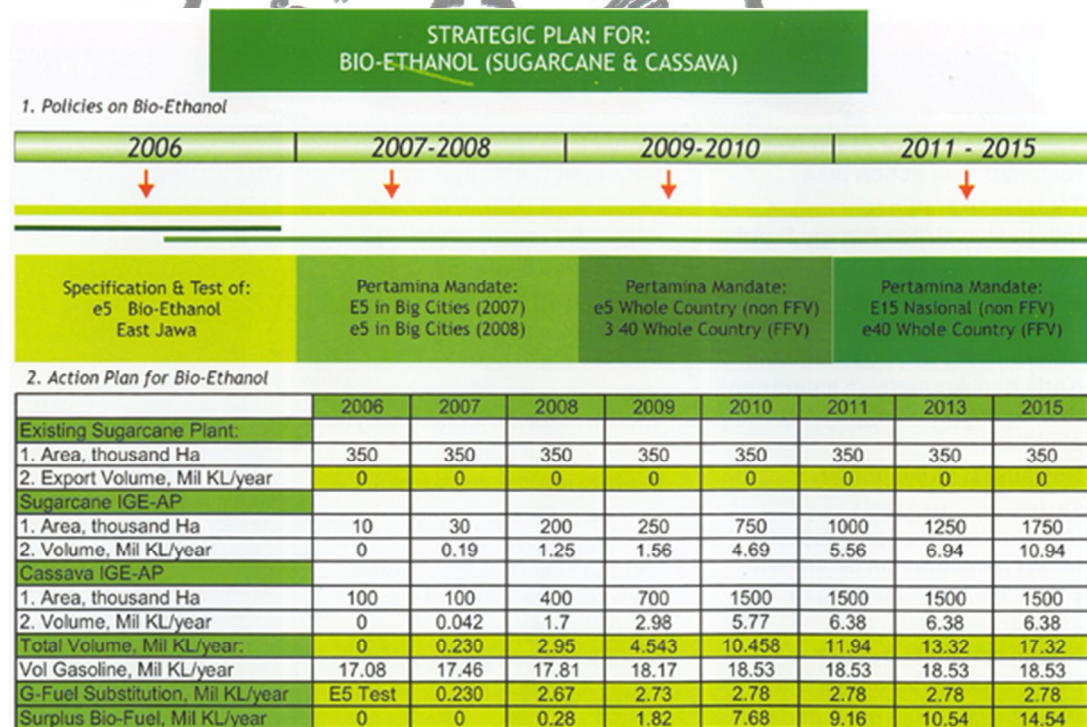 STRATEGIC PLAN FOR:
BIO-ETHANOL (SUGARCANE & CASSAVA)
1. Policies on Bio-Ethanol
2006 2007-2008 2009-2010 2011 - 2015
Specification & Test of: Pertamina Mandate: Pertamina Mandate: Pertamina Mandate:
e5 Bio-Ethanol E5 in Big Cities (2007) e5 Whole Country (non FFV) E15 Nasional (non FFV)
East Jawa e5 in Big Cities (2008) 3 40 Whole Country (FFV) e40 Whole Country (FFV)
2. Action Plan for Bio-Ethanol
2006 2007 2008 2009 2010 2011 2013 2015
Existing Sugarcane Plant:
1. Area, thousand Ha 350 350 350 350 350 350 350 350
2. Export Volume, Mil KL/year 0 0 0 0 0 0 0 0
Sugarcane IGE-AP
1. Area, thousand Ha 10 30 200 250 750 1000 1250 1750
2. Volume, Mil KL/year 0 0.19 1.25 1.56 4.69 5.56 6.94 10.94
Cassava IGE-AP
1. Area, thousand Ha 100 100 400 700 1500 1500 1500 1500
2. Volume, Mil KL/year 0 0.042 1.7 2.98 5.77 6.38 6.38 6.38
Total Volume, Mil KL/year: 0 0.230 2.95 4.543 10.458 11.94 13.32 17.32
Vol Gasoline, Mil KL/year 17.08 17.46 17.81 18.17 18.53 18.53 18.53 18.53
G-Fuel Substitution, Mil KL/year E5 Test 0.230 2.67 2.73 2.78 2.78 2.78 2.78
Surplus Bio-Fuel, Mil KL/year 0 0 0.28 1.82 7.68 9.16 10.54 14.54